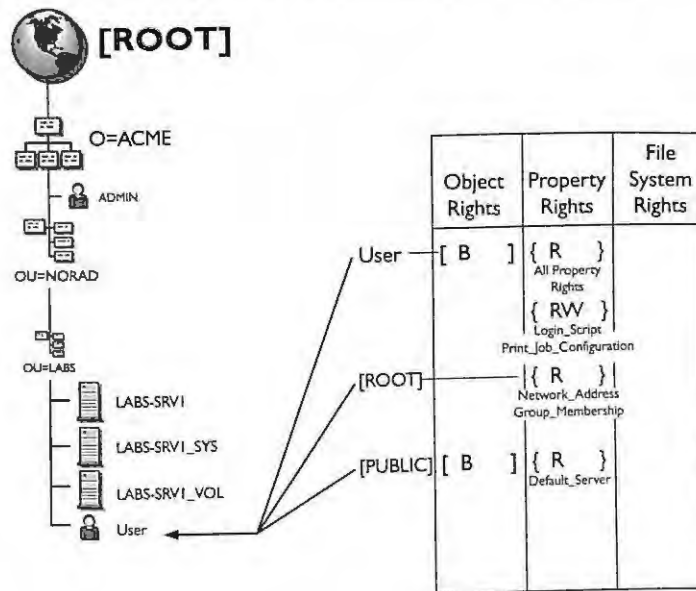 [ROOT]
O=ACME
ADMIN
OU=NORAD
OU=LABS
LABS-SRV1
LABS-SRV1_SYS
LABS-SRV1_VOL
User
Object Rights
Property Rights
File System Rights
User [ B ] { R }
All Property
Rights
{ RW }
Login_Script
Print_Job_Configuration
[ROOT] { R }
Network_Address
Group_Membership
[PUBLIC] [ B ] { R }
Default_Server